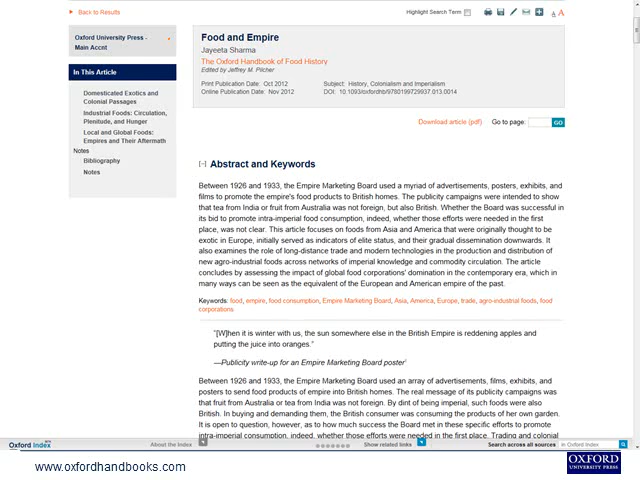 Back to Results
Highlight Search Term
A A
Oxford University Press -
Main Accnt
In This Article
Domesticated Exotics and
Colonial Passages
Industrial Foods: Circulation,
Plenitude, and Hunger
Local and Global Foods:
Empires and Their Aftermath
Notes
Bibliography
Notes
Food and Empire
Jayeeta Sharma
The Oxford Handbook of Food History
Edited by Jeffrey M. Pilcher
Print Publication Date: Oct 2012 Subject: History, Colonialism and Imperialism
Online Publication Date: Nov 2012 DOI: 10.1093/oxfordhb/9780199729937.013.0014
Download article (pdf) Go to page: GO
[−] Abstract and Keywords
Between 1926 and 1933, the Empire Marketing Board used a myriad of advertisements, posters, exhibits, and
films to promote the empire's food products to British homes. The publicity campaigns were intended to show
that tea from India or fruit from Australia was not foreign, but also British. Whether the Board was successful in
its bid to promote intra-imperial food consumption, indeed, whether those efforts were needed in the first
place, was not clear. This article focuses on foods from Asia and America that were originally thought to be
exotic in Europe, initially served as indicators of elite status, and their gradual dissemination downwards. It
also examines the role of long-distance trade and modern technologies in the production and distribution of
new agro-industrial foods across networks of imperial knowledge and commodity circulation. The article
concludes by assessing the impact of global food corporations' domination in the contemporary era, which in
many ways can be seen as the equivalent of the European and American empire of the past.
Keywords: food, empire, food consumption, Empire Marketing Board, Asia, America, Europe, trade, agro-industrial foods, food
corporations
"[W]hen it is winter with us, the sun somewhere else in the British Empire is reddening apples and
putting the juice into oranges."
—Publicity write-up for an Empire Marketing Board poster¹
Between 1926 and 1933, the Empire Marketing Board used an array of advertisements, films, exhibits, and
posters to send food products of empire into British homes. The real message of its publicity campaigns was
that fruit from Australia or tea from India was not foreign. By dint of being imperial, such foods were also
British. In buying and demanding them, the British consumer was consuming the products of her own garden.
It is open to question, however, as to how much success the Board met in these specific efforts to promote
intra-imperial consumption, indeed, whether those efforts were needed in the first place. Trading and colonial
Oxford Index About the Index Show related links Search across all sources in Oxford Index
www.oxfordhandbooks.com
OXFORD
UNIVERSITY PRESS